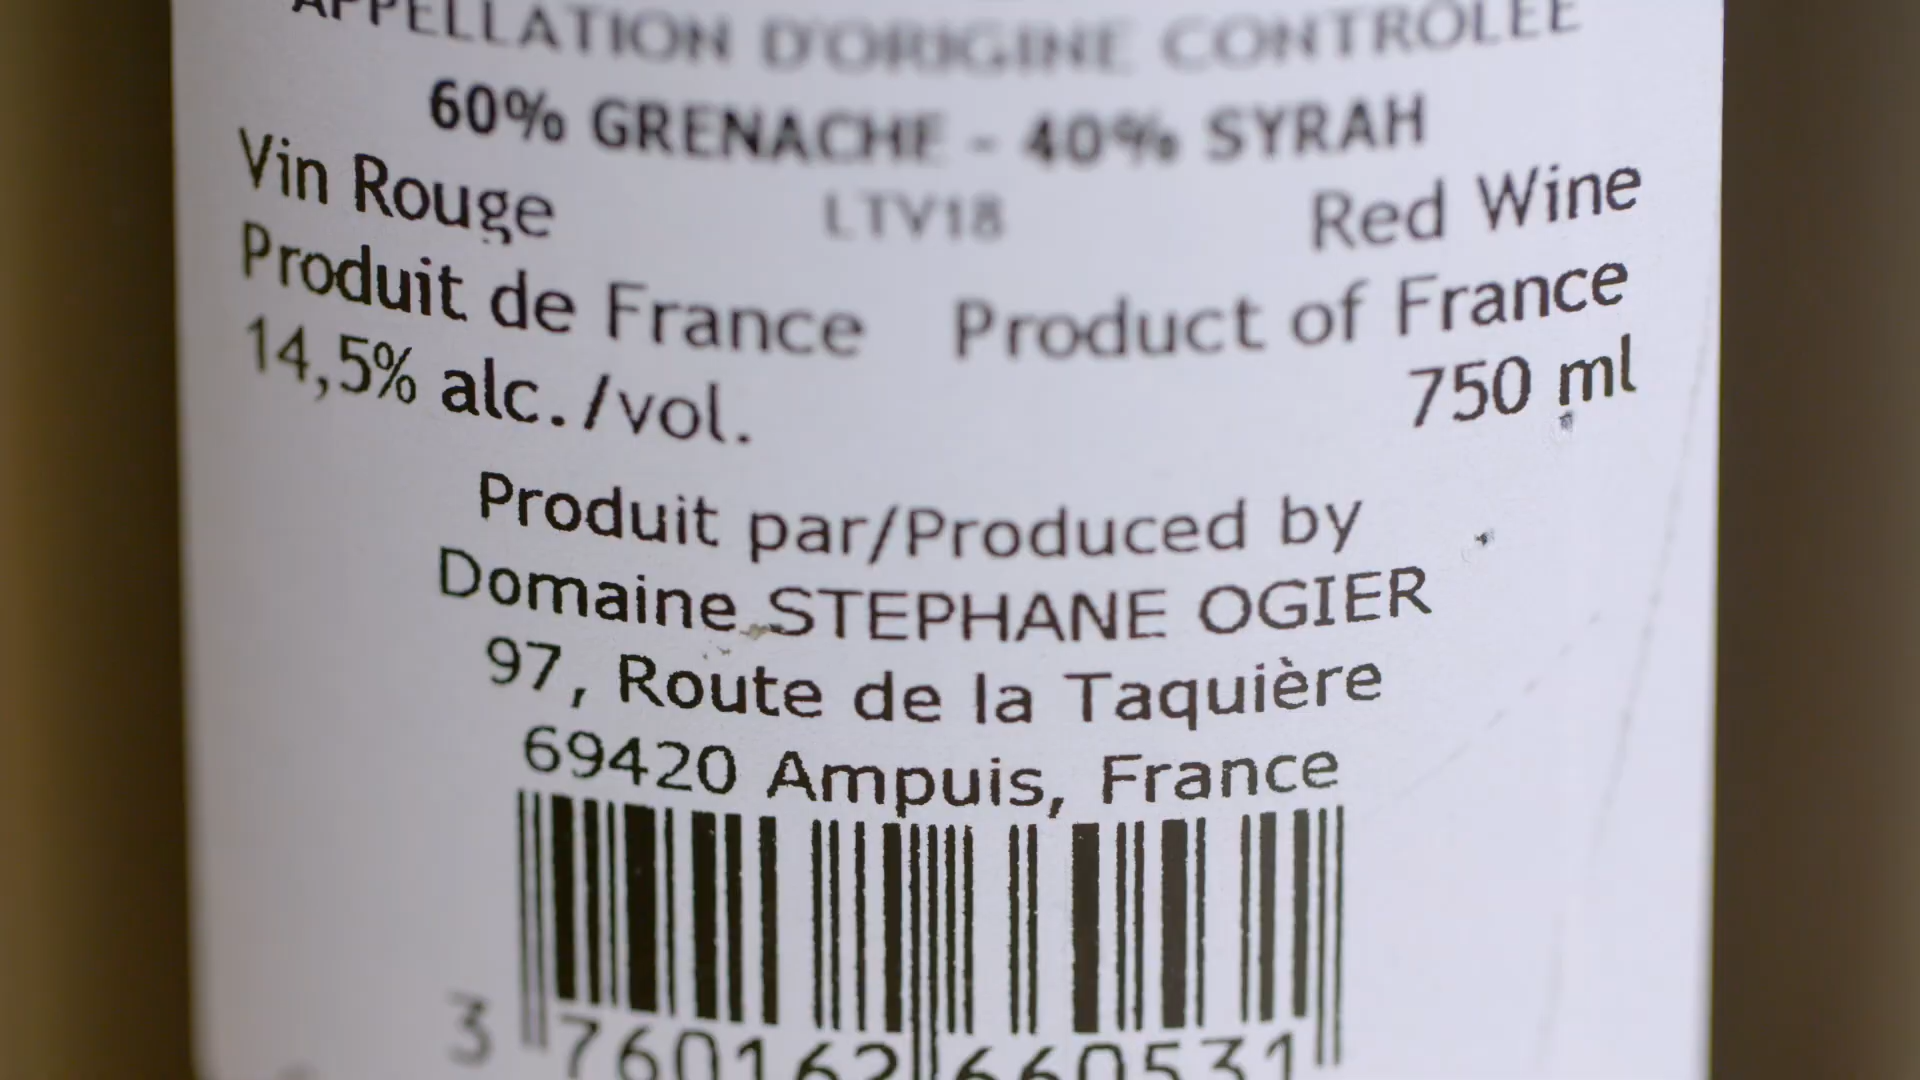 APPELLATION D'ORIGINE CONTRÔLÉE
60% GRENACHE - 40% SYRAH
Vin Rouge LTV18 Red Wine
Produit de France Product of France
14,5% alc./vol. 750 ml
Produit par/Produced by
Domaine STEPHANE OGIER
97, Route de la Taquière
69420 Ampuis, France
3 760162 660531